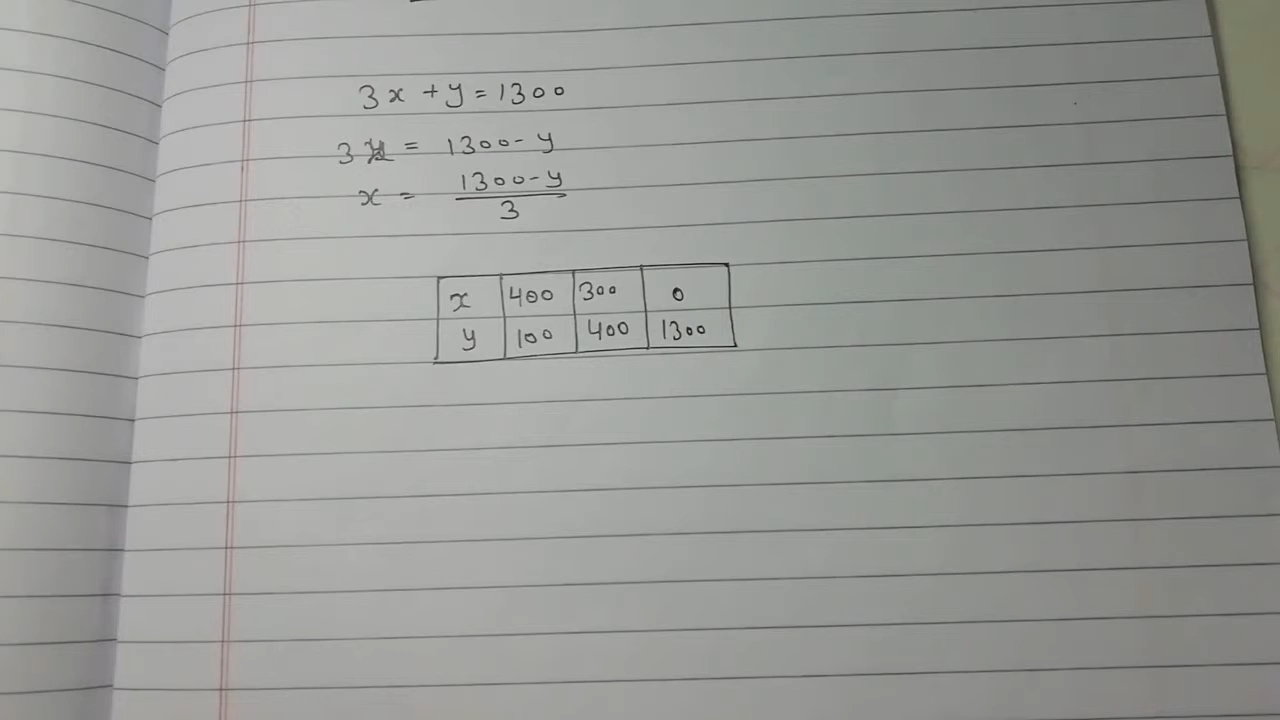 3x + y = 1300
3x = 1300 - y
x = 1300 - y / 3
x 400 300 0
y 100 400 1300